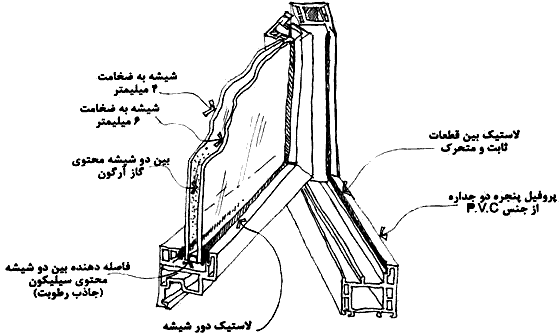 شیشه به ضخامت
۴ میلیمتر
شیشه به ضخامت
۶ میلیمتر
بین دو شیشه محتوی
گاز آرگون
فاصله دهنده بین دو شیشه
محتوی سیلیکون
(جاذب رطوبت)
لاستیک دور شیشه
لاستیک بین قطعات
ثابت و متحرک
پروفیل پنجره دو جداره
از جنس P.V.C